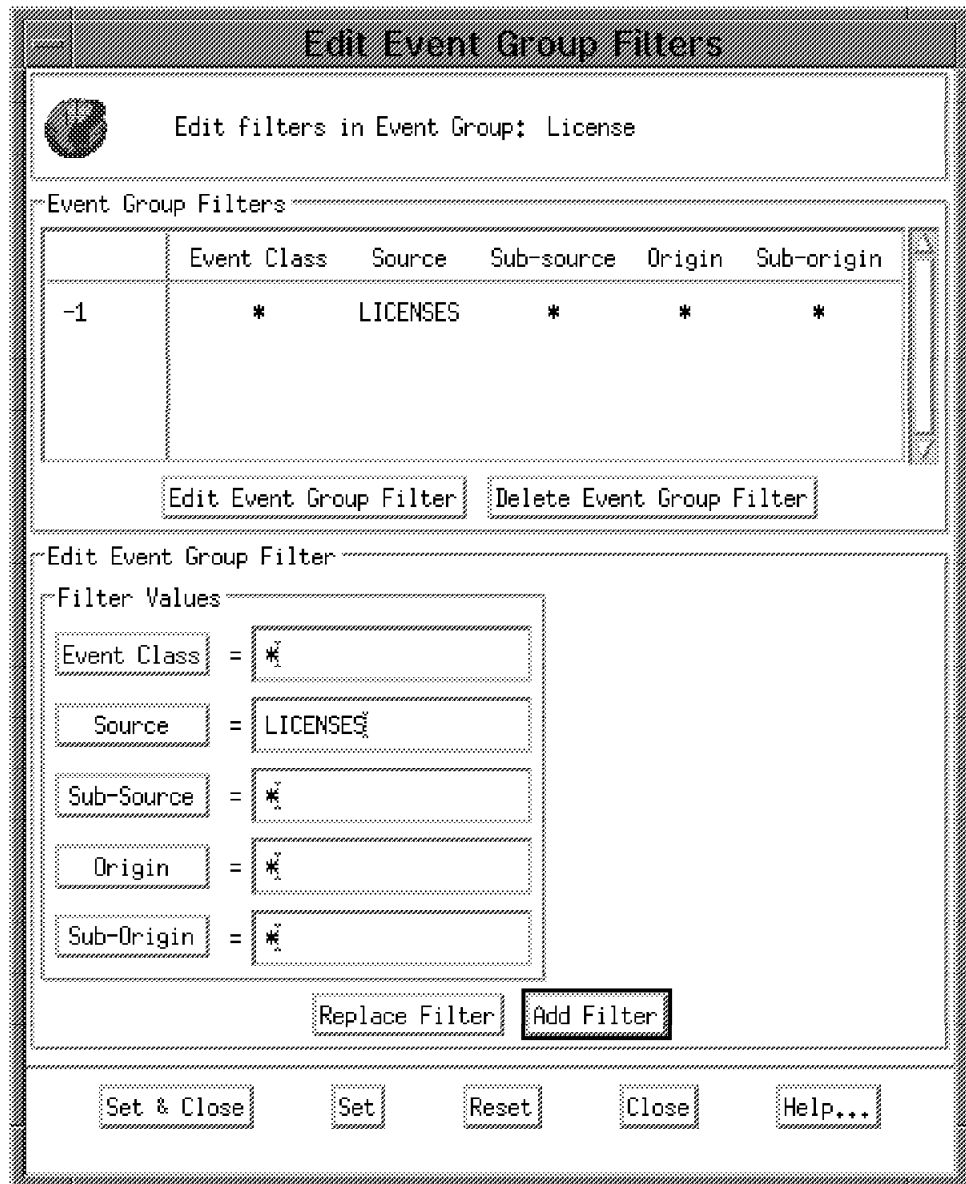 Edit Event Group Filters
Edit filters in Event Group: License
Event Group Filters
Event Class Source Sub-source Origin Sub-origin
-1 * LICENSES * * *
Edit Event Group Filter Delete Event Group Filter
Edit Event Group Filter
Filter Values
Event Class = *
Source = LICENSES
Sub-Source = *
Origin = *
Sub-Origin = *
Replace Filter Add Filter
Set & Close Set Reset Close Help...